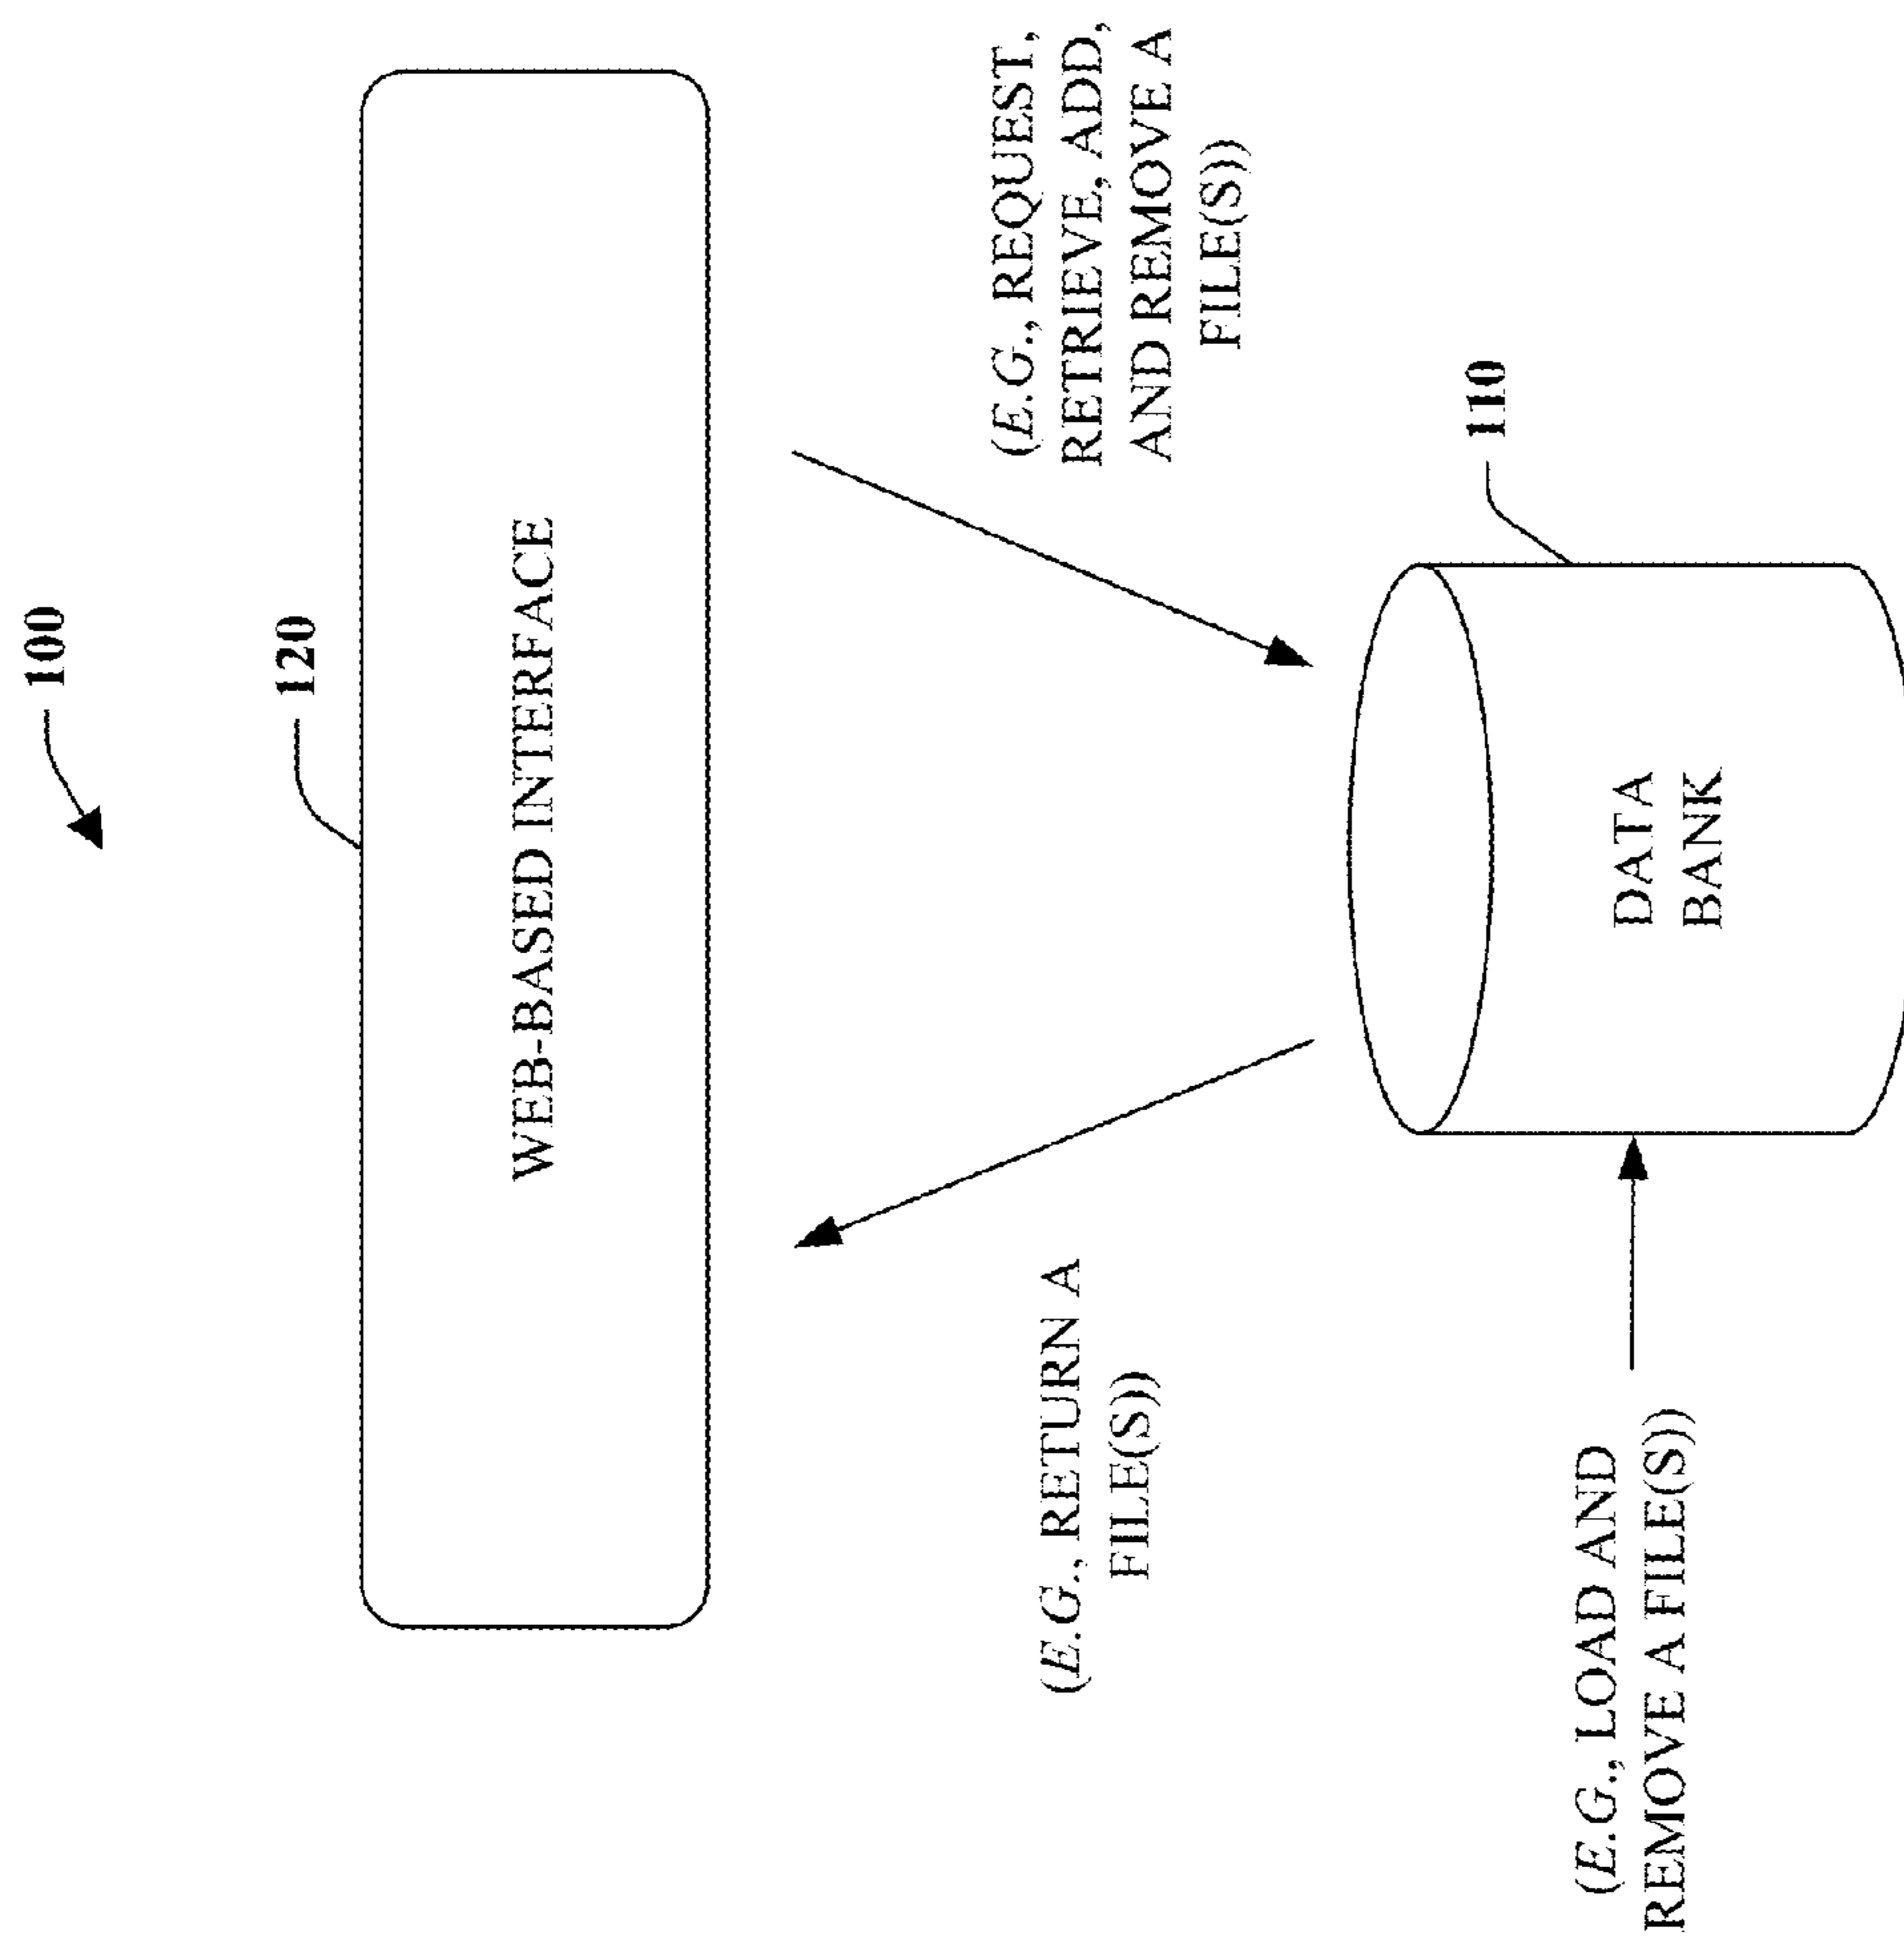 100
120
WEB-BASED INTERFACE
(E.G., RETURN A
FILE(S))
(E.G., REQUEST,
RETRIEVE, ADD,
AND REMOVE A
FILE(S))
110
DATA
BANK
(E.G., LOAD AND
REMOVE A FILE(S))